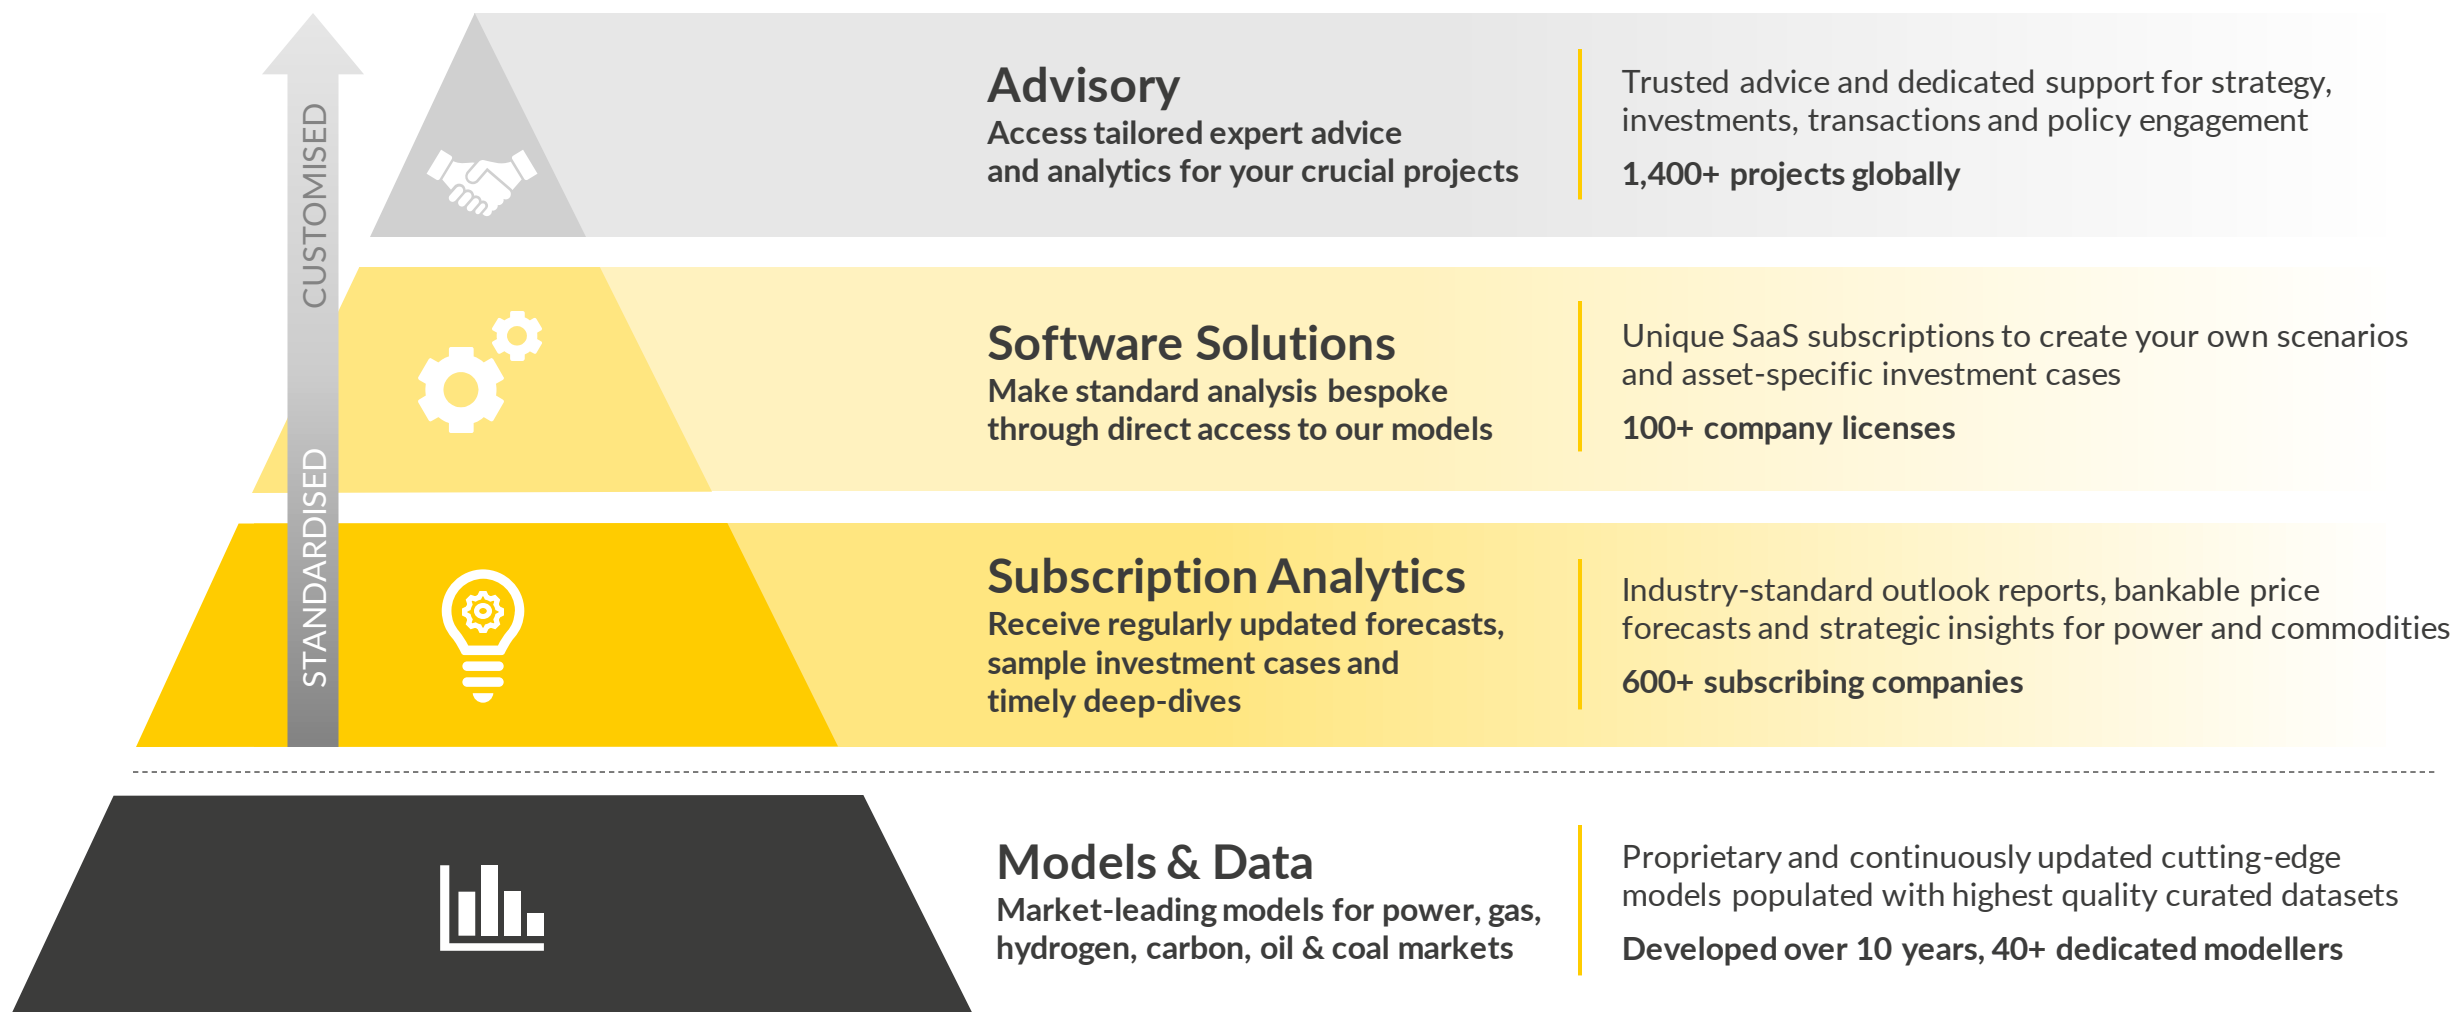 CUSTOMISED
STANDARDISED
Advisory
Access tailored expert advice
and analytics for your crucial projects
Trusted advice and dedicated support for strategy,
investments, transactions and policy engagement
1,400+ projects globally
Software Solutions
Make standard analysis bespoke
through direct access to our models
Unique SaaS subscriptions to create your own scenarios
and asset-specific investment cases
100+ company licenses
Subscription Analytics
Receive regularly updated forecasts,
sample investment cases and
timely deep-dives
Industry-standard outlook reports, bankable price
forecasts and strategic insights for power and commodities
600+ subscribing companies
Models & Data
Market-leading models for power, gas,
hydrogen, carbon, oil & coal markets
Proprietary and continuously updated cutting-edge
models populated with highest quality curated datasets
Developed over 10 years, 40+ dedicated modellers